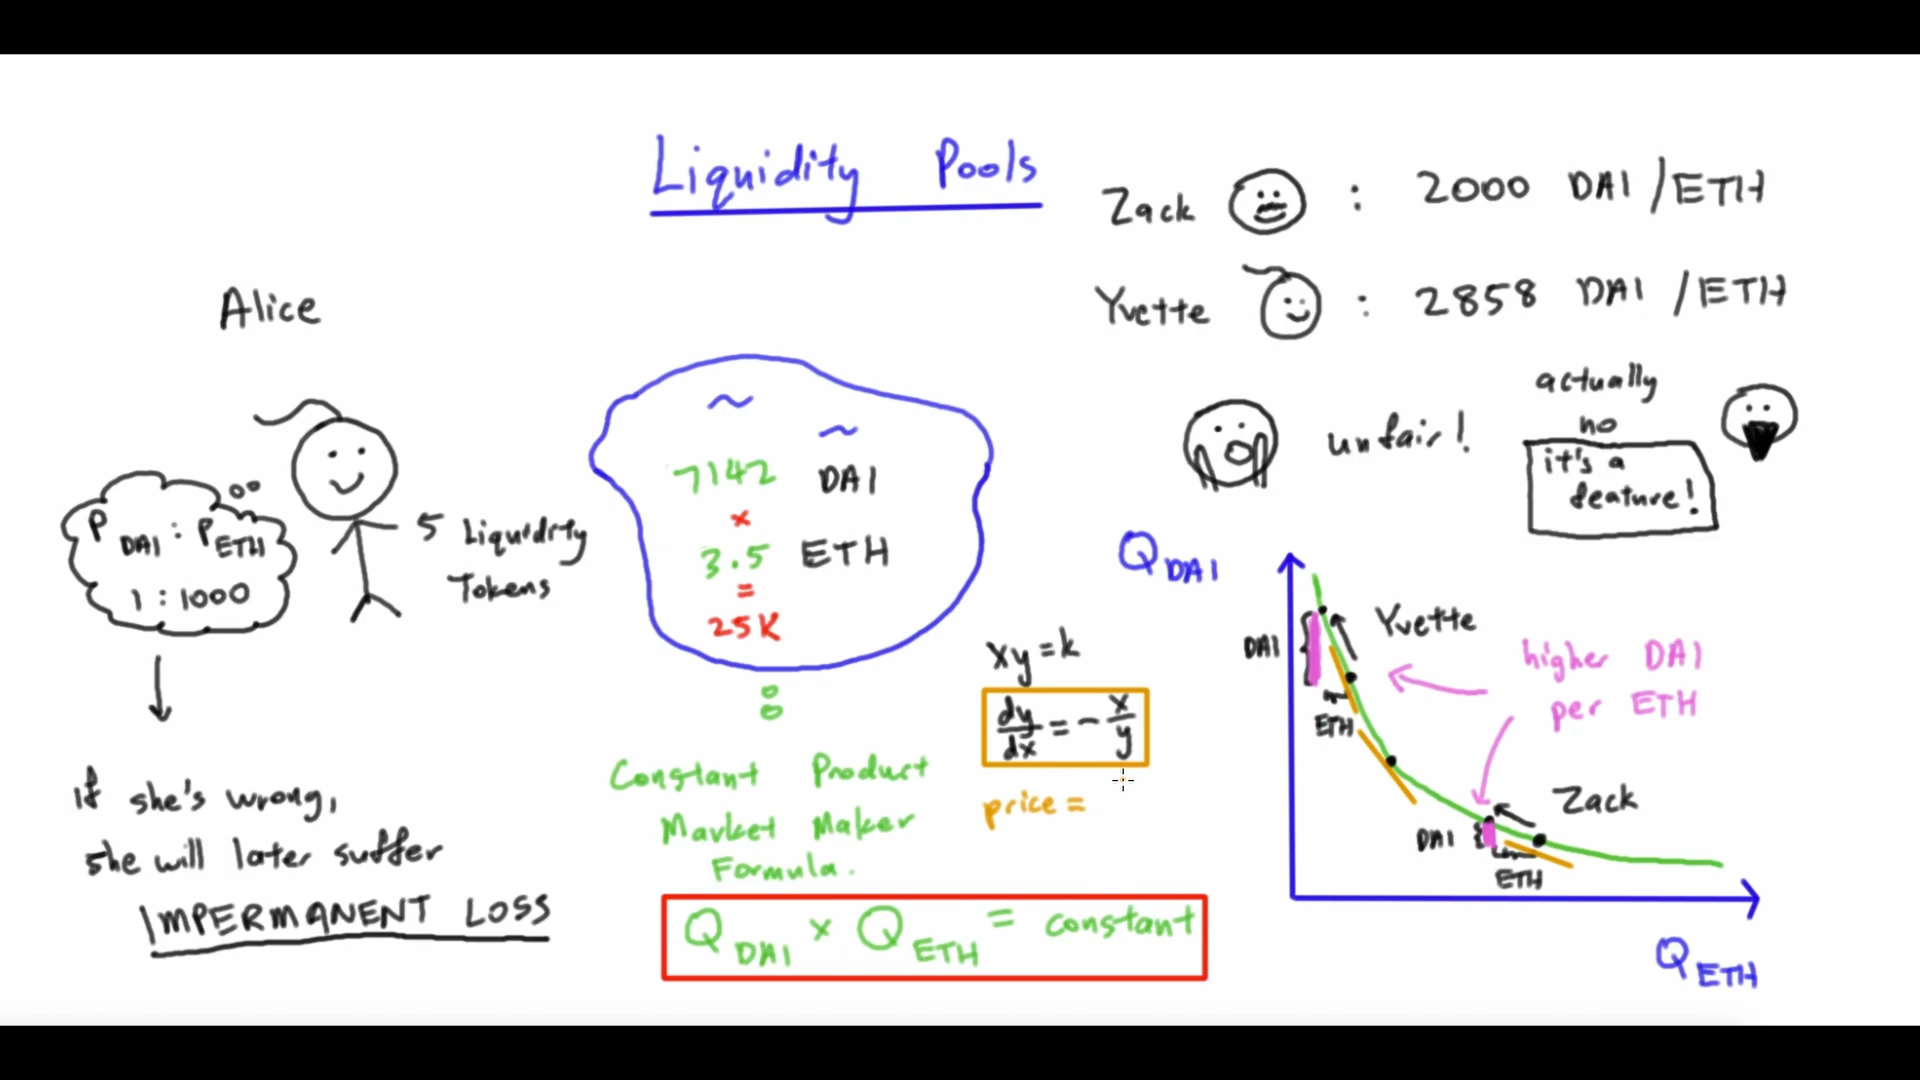 Liquidity Pools
Zack : 2000 DAI / ETH
Yvette : 2858 DAI / ETH
Alice
P DAI : P ETH
1 : 1000
5 Liquidity
Tokens
if she's wrong,
she will later suffer
IMPERMANENT LOSS
~
~
7142 DAI
×
3.5 ETH
=
25K
Constant Product
Market Maker
Formula.
Q DAI × Q ETH = constant
xy = k
dy/dx = - x/y
price =
unfair!
actually
no
it's a
feature!
Q DAI
DAI
Yvette
ETH
higher DAI
per ETH
Zack
DAI
ETH
Q ETH